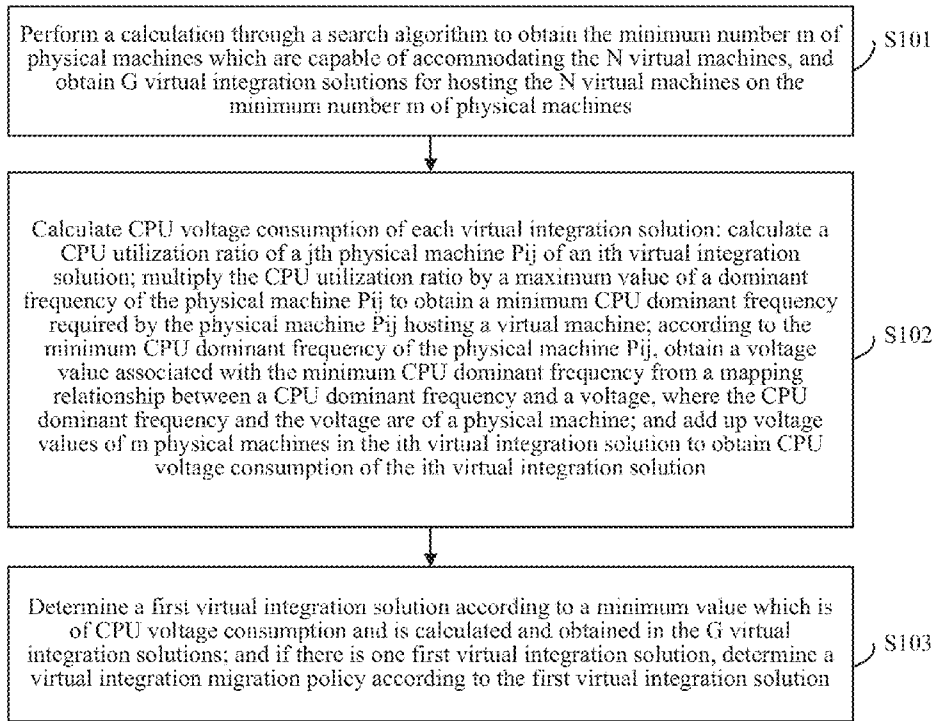 Perform a calculation through a search algorithm to obtain the minimum number m of
physical machines which are capable of accommodating the N virtual machines, and
obtain G virtual integration solutions for hosting the N virtual machines on the
minimum number m of physical machines
S101
Calculate CPU voltage consumption of each virtual integration solution: calculate a
CPU utilization ratio of a jth physical machine Pij of an ith virtual integration
solution; multiply the CPU utilization ratio by a maximum value of a dominant
frequency of the physical machine Pij to obtain a minimum CPU dominant frequency
required by the physical machine Pij hosting a virtual machine; according to the
minimum CPU dominant frequency of the physical machine Pij, obtain a voltage
value associated with the minimum CPU dominant frequency from a mapping
relationship between a CPU dominant frequency and a voltage, where the CPU
dominant frequency and the voltage are of a physical machine; and add up voltage
values of m physical machines in the ith virtual integration solution to obtain CPU
voltage consumption of the ith virtual integration solution
S102
Determine a first virtual integration solution according to a minimum value which is
of CPU voltage consumption and is calculated and obtained in the G virtual
integration solutions; and if there is one first virtual integration solution, determine a
virtual integration migration policy according to the first virtual integration solution
S103